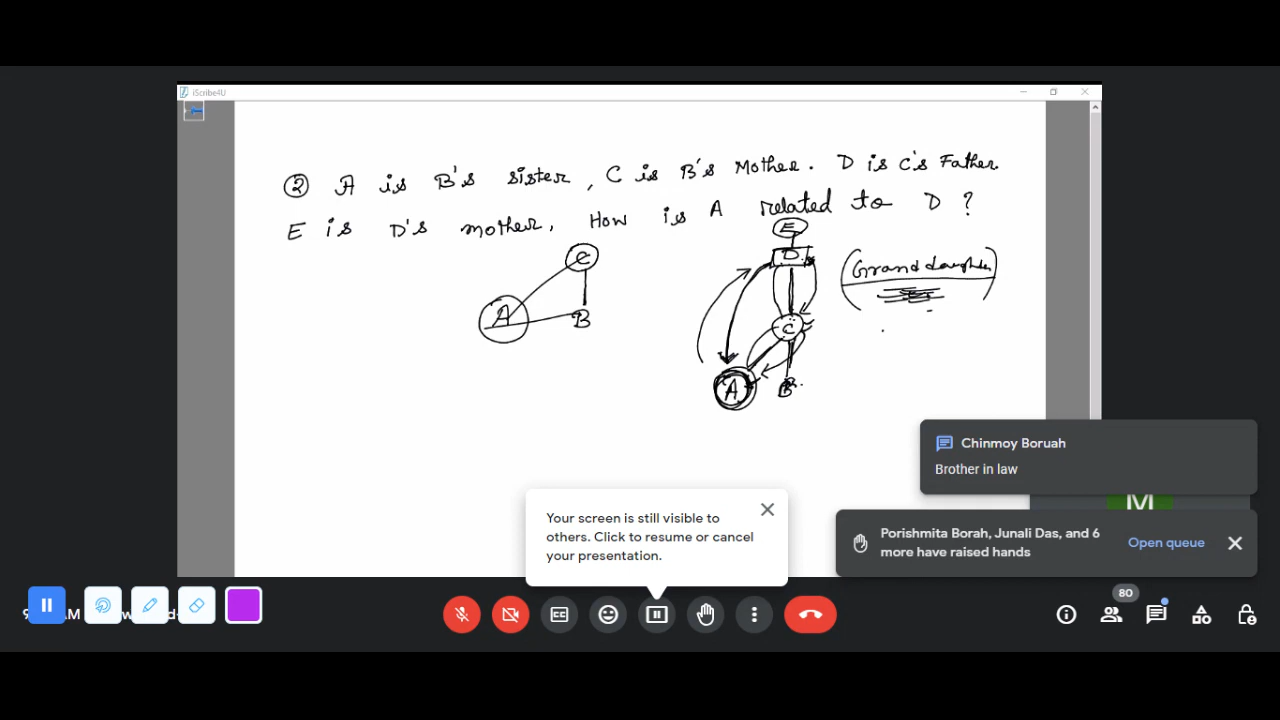 iScribe4U
② A is B's sister, C is B's Mother. D is C's Father
E is D's mother, How is A related to D ?
C
A
B
E
D
C
A
B
(Grand daughter)
Chinmoy Boruah
Brother in law
M
Your screen is still visible to
others. Click to resume or cancel
your presentation.
Porishmita Borah, Junali Das, and 6
more have raised hands
Open queue
80